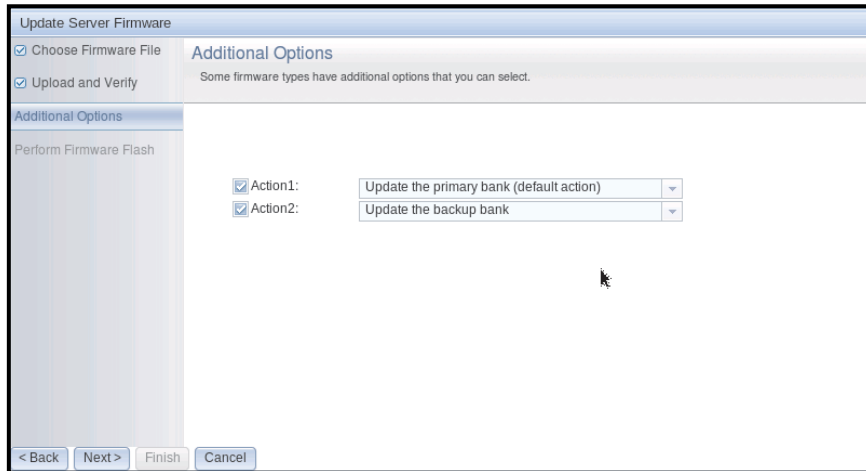 Update Server Firmware
Choose Firmware File
Upload and Verify
Additional Options
Perform Firmware Flash
Additional Options
Some firmware types have additional options that you can select.
Action1: Update the primary bank (default action)
Action2: Update the backup bank
< Back Next > Finish Cancel